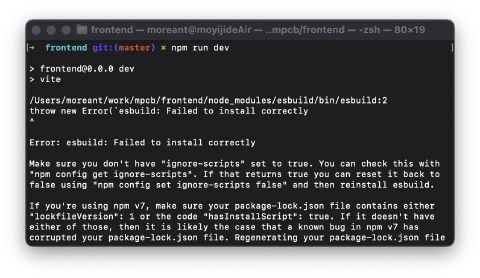 frontend — moreant@moyijideAir — ..mpcb/frontend — -zsh — 80×19
[➜  frontend git:(master) × npm run dev ]
> frontend@0.0.0 dev
> vite
/Users/moreant/work/mpcb/frontend/node_modules/esbuild/bin/esbuild:2
throw new Error(`esbuild: Failed to install correctly
^
Error: esbuild: Failed to install correctly
Make sure you don't have "ignore-scripts" set to true. You can check this with
"npm config get ignore-scripts". If that returns true you can reset it back to
false using "npm config set ignore-scripts false" and then reinstall esbuild.
If you're using npm v7, make sure your package-lock.json file contains either
"lockfileVersion": 1 or the code "hasInstallScript": true. If it doesn't have
either of those, then it is likely the case that a known bug in npm v7 has
corrupted your package-lock.json file. Regenerating your package-lock.json file